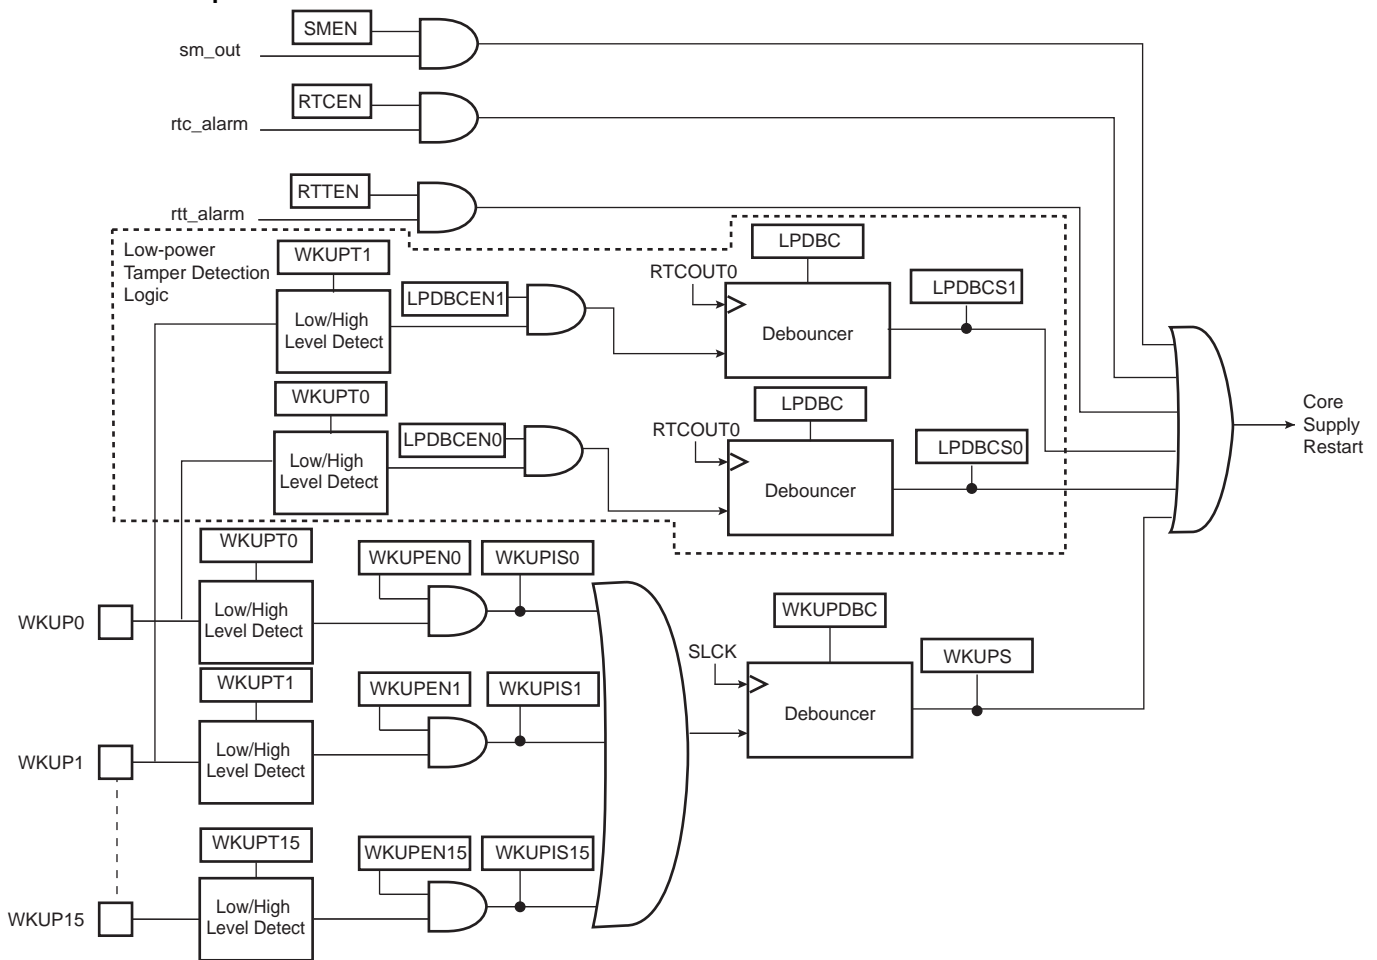 SMEN
sm_out
RTCEN
rtc_alarm
RTTEN
rtt_alarm
Low-power
Tamper Detection
Logic
WKUPT1
Low/High
Level Detect
LPDBCEN1
RTCOUT0
LPDBC
Debouncer
LPDBCS1
WKUPT0
Low/High
Level Detect
LPDBCEN0
RTCOUT0
LPDBC
Debouncer
LPDBCS0
Core
Supply
Restart
WKUP0
WKUPT0
Low/High
Level Detect
WKUPEN0
WKUPIS0
WKUP1
WKUPT1
Low/High
Level Detect
WKUPEN1
WKUPIS1
SLCK
WKUPDBC
Debouncer
WKUPS
WKUP15
WKUPT15
Low/High
Level Detect
WKUPEN15
WKUPIS15